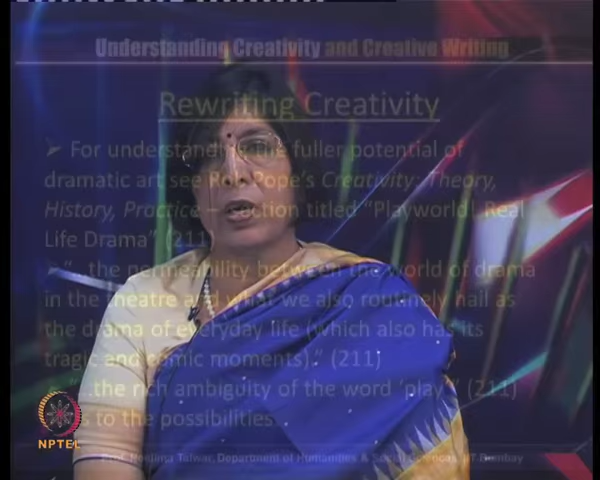 Understanding Creativity and Creative Writing
Rewriting Creativity
For understanding the fuller potential of
dramatic art see Rob Pope's Creativity: Theory,
History, Practice section titled "Playworld Real
Life Drama" (211
"...the permeability between the world of drama
in the theatre and what we also routinely hail as
the drama of everyday life (which also has its
tragic and comic moments)." (211)
"...the rich ambiguity of the word 'play'" (211)
to the possibilities.
NPTEL
Prof. Neelima Talwar, Department of Humanities & Social Sciences, IIT Bombay